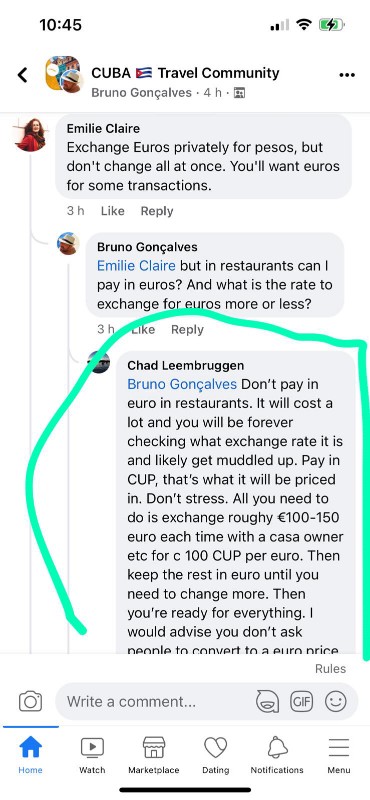 10:45
CUBA 🇨🇺 Travel Community
Bruno Gonçalves · 4 h ·
Emilie Claire
Exchange Euros privately for pesos, but
don't change all at once. You'll want euros
for some transactions.
3 h Like Reply
Bruno Gonçalves
Emilie Claire but in restaurants can I
pay in euros? And what is the rate to
exchange for euros more or less?
3 h Like Reply
Chad Leembruggen
Bruno Gonçalves Don't pay in
euro in restaurants. It will cost a
lot and you will be forever
checking what exchange rate it is
and likely get muddled up. Pay in
CUP, that's what it will be priced
in. Don't stress. All you need to
do is exchange roughy €100-150
euro each time with a casa owner
etc for c 100 CUP per euro. Then
keep the rest in euro until you
need to change more. Then
you're ready for everything. I
would advise you don't ask
people to convert to a euro price
Rules
Write a comment...
GIF
Home Watch Marketplace Dating Notifications Menu